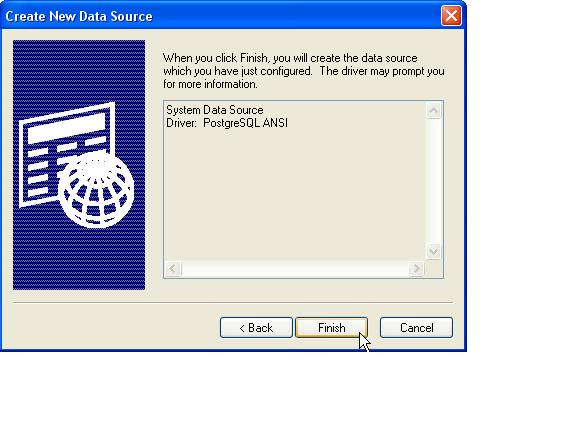 Create New Data Source
When you click Finish, you will create the data source
which you have just configured.  The driver may prompt you
for more information.
System Data Source
Driver:  PostgreSQL ANSI
< Back
Finish
Cancel